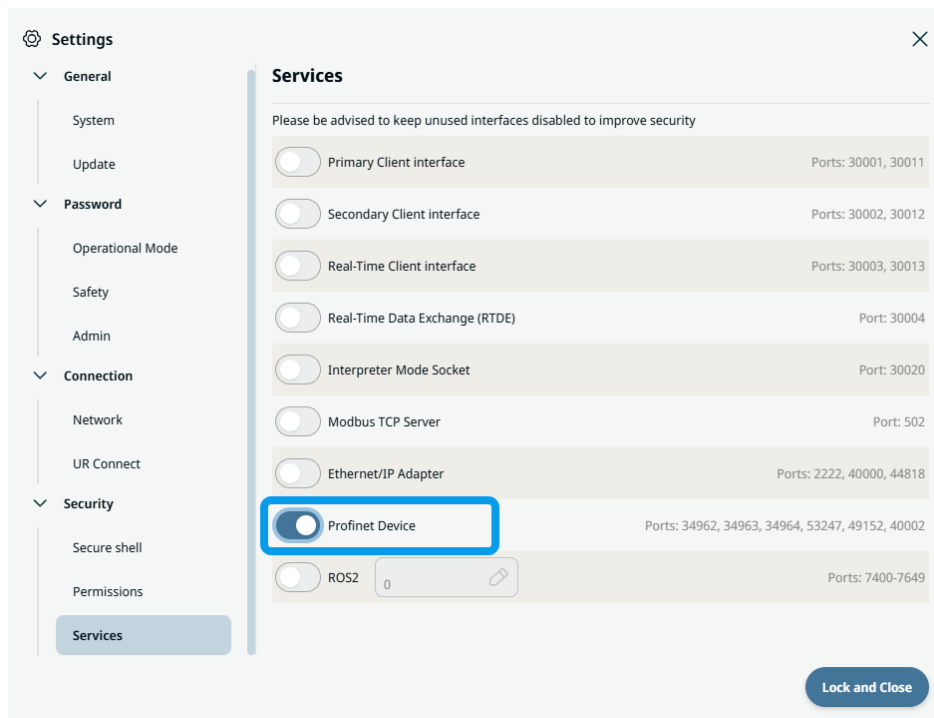 Settings
General
System
Update
Password
Operational Mode
Safety
Admin
Connection
Network
UR Connect
Security
Secure shell
Permissions
Services
Services
Please be advised to keep unused interfaces disabled to improve security
Primary Client interface Ports: 30001, 30011
Secondary Client interface Ports: 30002, 30012
Real-Time Client interface Ports: 30003, 30013
Real-Time Data Exchange (RTDE) Port: 30004
Interpreter Mode Socket Port: 30020
Modbus TCP Server Port: 502
Ethernet/IP Adapter Ports: 2222, 40000, 44818
Profinet Device Ports: 34962, 34963, 34964, 53247, 49152, 40002
ROS2 0 Ports: 7400-7649
Lock and Close